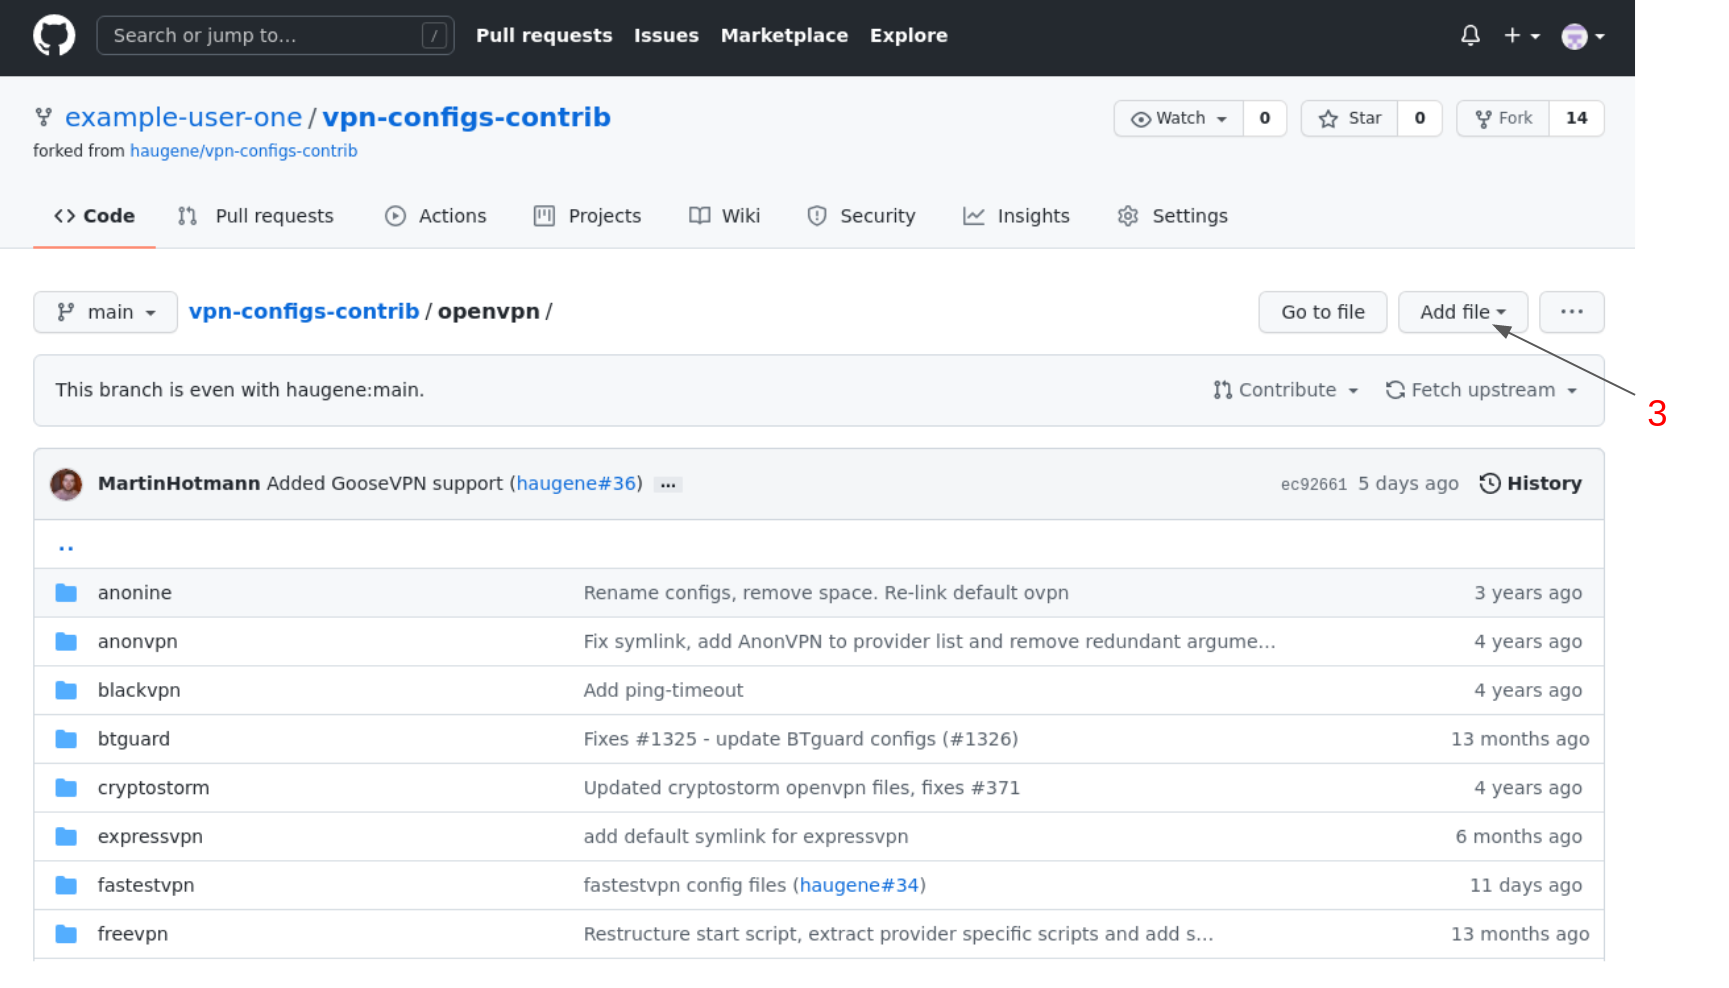 Search or jump to... / Pull requests Issues Marketplace Explore
example-user-one / vpn-configs-contrib Watch 0 Star 0 Fork 14
forked from haugene/vpn-configs-contrib
<> Code Pull requests Actions Projects Wiki Security Insights Settings
main vpn-configs-contrib / openvpn / Go to file Add file ...
This branch is even with haugene:main. Contribute Fetch upstream
3
MartinHotmann Added GooseVPN support (haugene#36) ... ec92661 5 days ago History
..
anonine Rename configs, remove space. Re-link default ovpn 3 years ago
anonvpn Fix symlink, add AnonVPN to provider list and remove redundant argume... 4 years ago
blackvpn Add ping-timeout 4 years ago
btguard Fixes #1325 - update BTguard configs (#1326) 13 months ago
cryptostorm Updated cryptostorm openvpn files, fixes #371 4 years ago
expressvpn add default symlink for expressvpn 6 months ago
fastestvpn fastestvpn config files (haugene#34) 11 days ago
freevpn Restructure start script, extract provider specific scripts and add s... 13 months ago